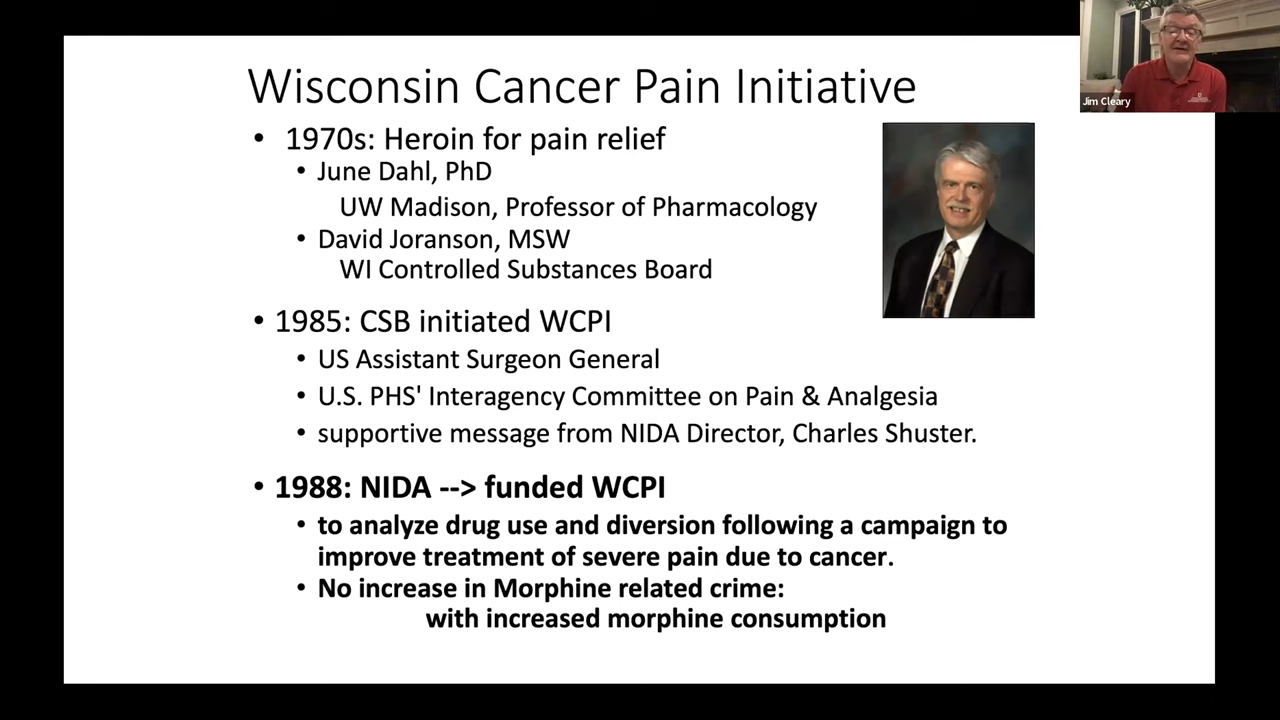 Wisconsin Cancer Pain Initiative
• 1970s: Heroin for pain relief
• June Dahl, PhD
UW Madison, Professor of Pharmacology
• David Joranson, MSW
WI Controlled Substances Board
• 1985: CSB initiated WCPI
• US Assistant Surgeon General
• U.S. PHS' Interagency Committee on Pain & Analgesia
• supportive message from NIDA Director, Charles Shuster.
• 1988: NIDA --> funded WCPI
• to analyze drug use and diversion following a campaign to
improve treatment of severe pain due to cancer.
• No increase in Morphine related crime:
with increased morphine consumption
Jim Cleary